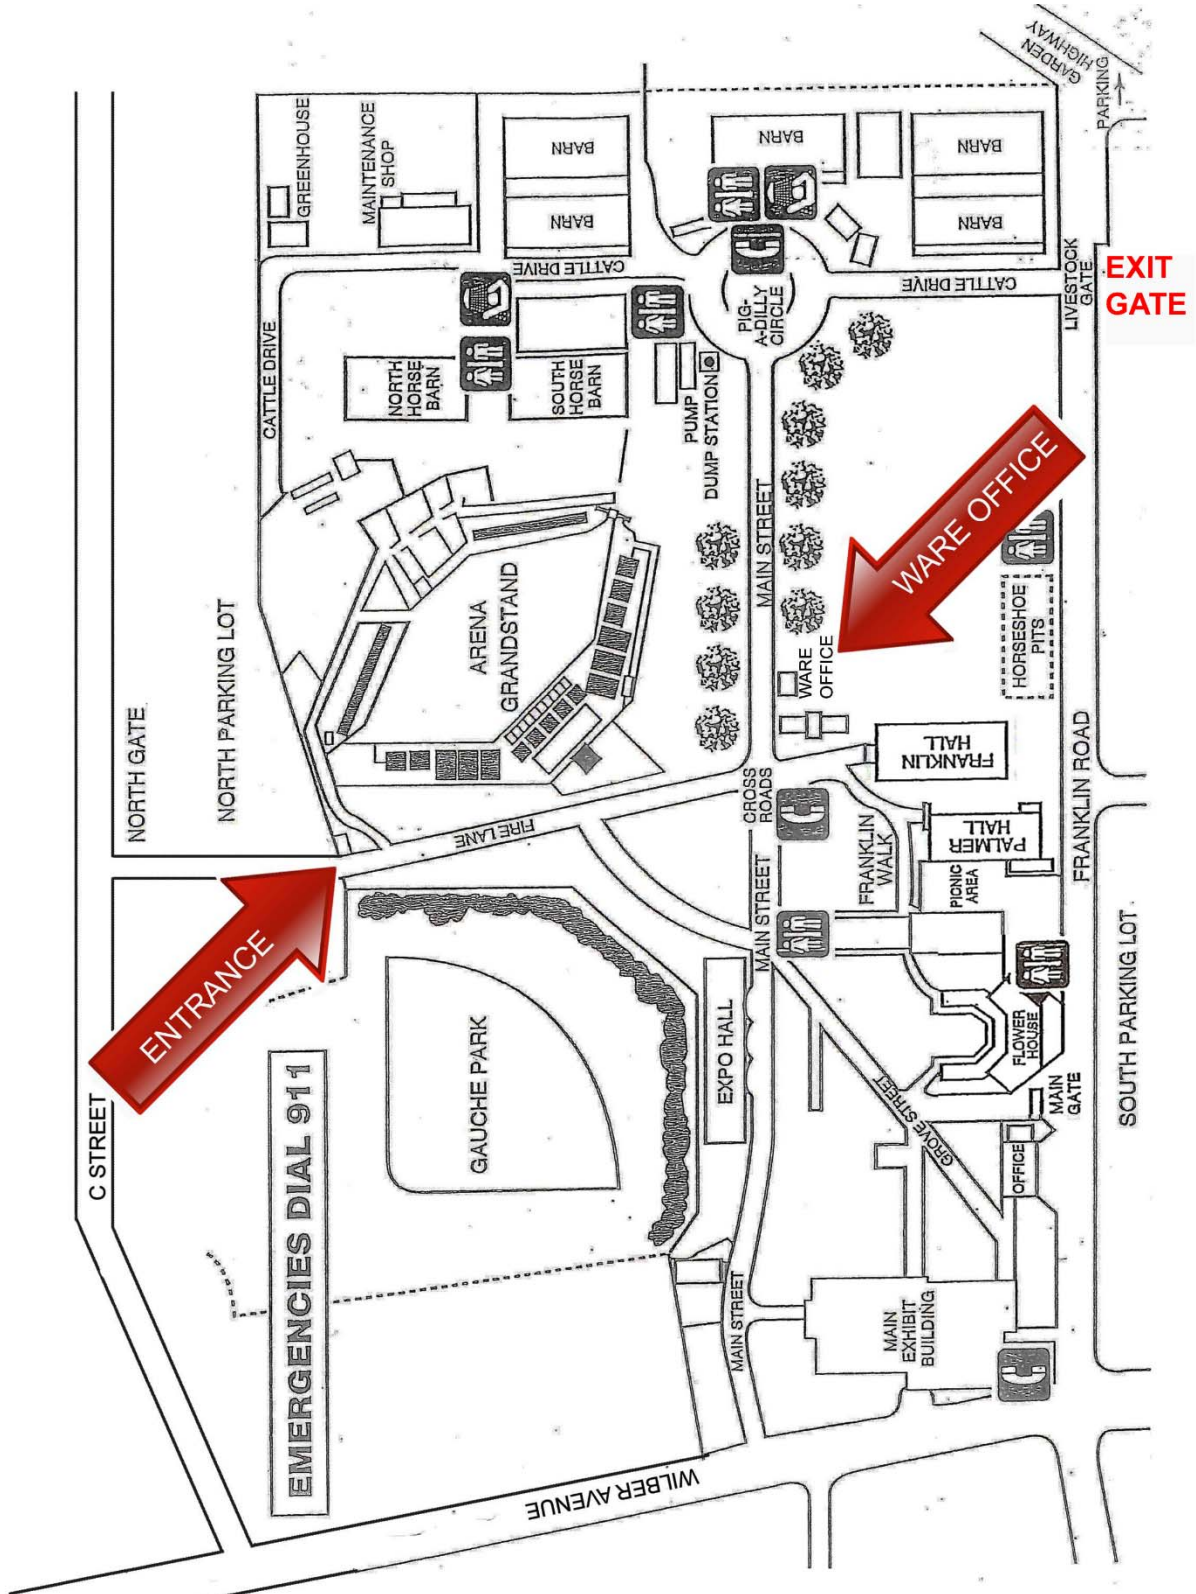 GARDEN
HIGHWAY
PARKING
GREENHOUSE
MAINTENANCE
SHOP
BARN
BARN
BARN
BARN
BARN
CATTLE DRIVE
CATTLE DRIVE
CATTLE DRIVE
LIVESTOCK
GATE
EXIT
GATE
PIG-
A-DILLY
CIRCLE
NORTH
HORSE
BARN
SOUTH
HORSE
BARN
PUMP
DUMP STATION
MAIN STREET
WARE OFFICE
WARE
OFFICE
HORSESHOE
PITS
ARENA
GRANDSTAND
NORTH PARKING LOT
NORTH GATE
FIRE LANE
CROSS
ROADS
FRANKLIN
HALL
FRANKLIN ROAD
PALMER
HALL
FRANKLIN
WALK
PICNIC
AREA
MAIN STREET
ENTRANCE
C STREET
GAUCHE PARK
EXPO HALL
FLOWER
HOUSE
MAIN
GATE
SOUTH PARKING LOT
GROVE STREET
OFFICE
EMERGENCIES DIAL 911
MAIN STREET
MAIN
EXHIBIT
BUILDING
WILBER AVENUE